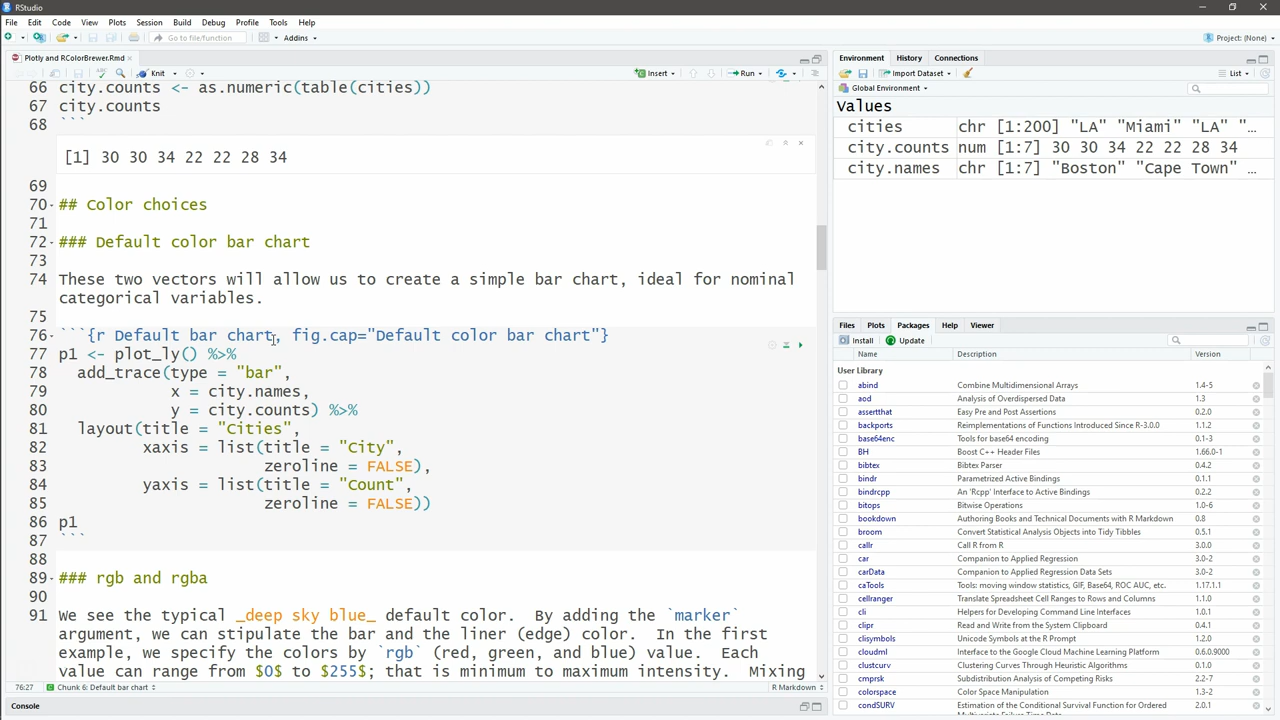 RStudio
File Edit Code View Plots Session Build Debug Profile Tools Help
Go to file/function Addins Project: (None)
Plotly and RColorBrewer.Rmd
Knit Insert Run
66 city.counts <- as.numeric(table(cities))
67 city.counts
68 ```
[1] 30 30 34 22 22 28 34
69
70 ## Color choices
71
72 ### Default color bar chart
73
74 These two vectors will allow us to create a simple bar chart, ideal for nominal
categorical variables.
75
76 ```{r Default bar chart, fig.cap="Default color bar chart"}
77 p1 <- plot_ly() %>%
78 add_trace(type = "bar",
79 x = city.names,
80 y = city.counts) %>%
81 layout(title = "Cities",
82 xaxis = list(title = "City",
83 zeroline = FALSE),
84 yaxis = list(title = "Count",
85 zeroline = FALSE))
86 p1
87 ```
88
89 ### rgb and rgba
90
91 We see the typical _deep sky blue_ default color.  By adding the `marker`
argument, we can stipulate the bar and the liner (edge) color.  In the first
example, we specify the colors by `rgb` (red, green, and blue) value.  Each
value can range from $0$ to $255$; that is minimum to maximum intensity.  Mixing
76:27 Chunk 6: Default bar chart R Markdown
Console
Environment History Connections
Import Dataset List
Global Environment
Values
cities chr [1:200] "LA" "Miami" "LA" "…
city.counts num [1:7] 30 30 34 22 22 28 34
city.names chr [1:7] "Boston" "Cape Town" …
Files Plots Packages Help Viewer
Install Update
Name Description Version
User Library
abind Combine Multidimensional Arrays 1.4-5
aod Analysis of Overdispersed Data 1.3
assertthat Easy Pre and Post Assertions 0.2.0
backports Reimplementations of Functions Introduced Since R-3.0.0 1.1.2
base64enc Tools for base64 encoding 0.1-3
BH Boost C++ Header Files 1.66.0-1
bibtex Bibtex Parser 0.4.2
bindr Parametrized Active Bindings 0.1.1
bindrcpp An 'Rcpp' Interface to Active Bindings 0.2.2
bitops Bitwise Operations 1.0-6
bookdown Authoring Books and Technical Documents with R Markdown 0.8
broom Convert Statistical Analysis Objects into Tidy Tibbles 0.5.1
callr Call R from R 3.0.0
car Companion to Applied Regression 3.0-2
carData Companion to Applied Regression Data Sets 3.0-2
caTools Tools: moving window statistics, GIF, Base64, ROC AUC, etc. 1.17.1.1
cellranger Translate Spreadsheet Cell Ranges to Rows and Columns 1.1.0
cli Helpers for Developing Command Line Interfaces 1.0.1
clipr Read and Write from the System Clipboard 0.4.1
clisymbols Unicode Symbols at the R Prompt 1.2.0
cloudml Interface to the Google Cloud Machine Learning Platform 0.6.0.9000
clustcurv Clustering Curves Through Heuristic Algorithms 0.1.0
cmprsk Subdistribution Analysis of Competing Risks 2.2-7
colorspace Color Space Manipulation 1.3-2
condSURV Estimation of the Conditional Survival Function for Ordered 2.0.1